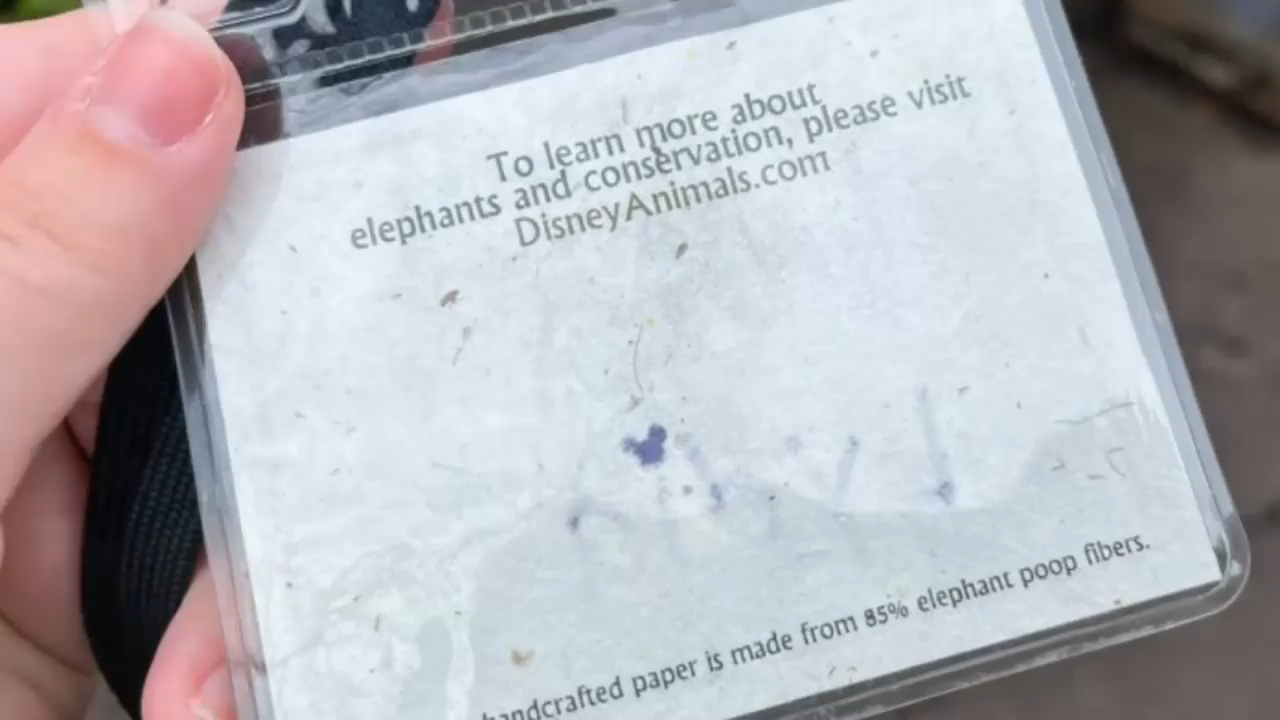 To learn more about
elephants and conservation, please visit
DisneyAnimals.com
handcrafted paper is made from 85% elephant poop fibers.